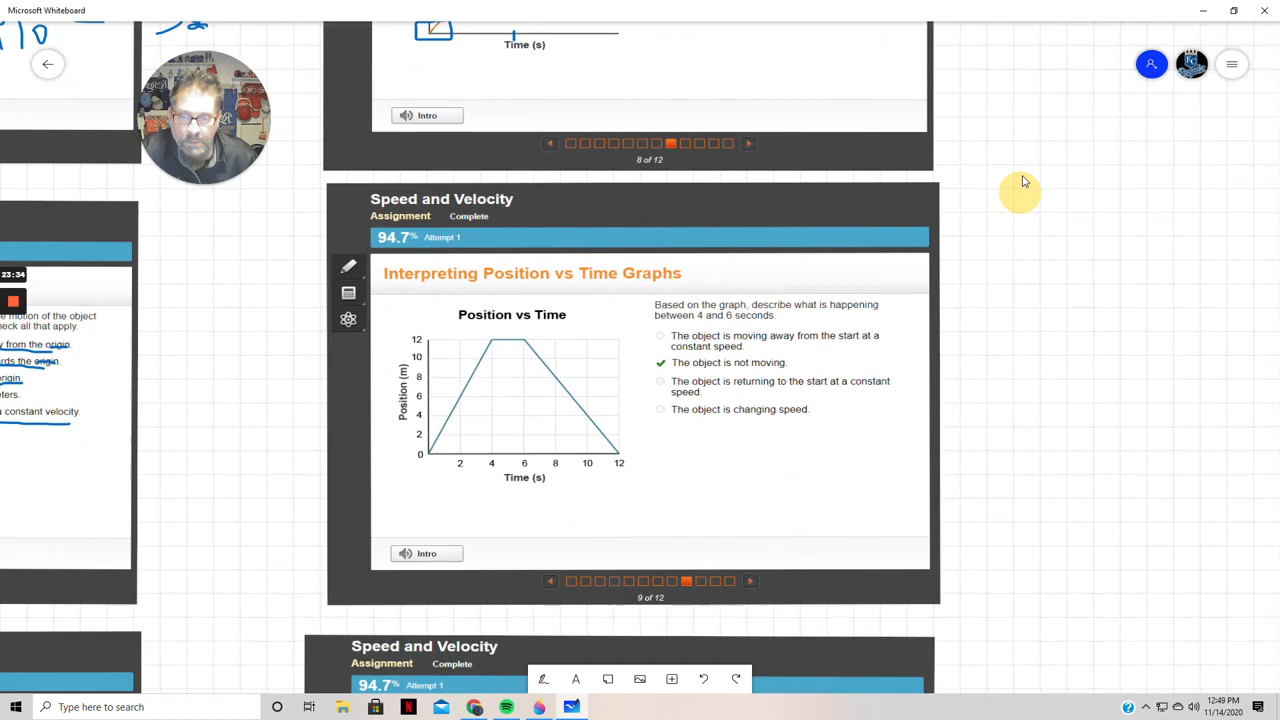 Microsoft Whiteboard
Time (s)
Intro
8 of 12
Speed and Velocity
Assignment Complete
94.7% Attempt 1
23:34
Interpreting Position vs Time Graphs
e motion of the object
heck all that apply.
y from the origin.
ards the origin.
rigin.
ters.
a constant velocity.
Position vs Time
Position (m)
12
10
8
6
4
2
0
2 4 6 8 10 12
Time (s)
Based on the graph, describe what is happening
between 4 and 6 seconds.
The object is moving away from the start at a
constant speed.
The object is not moving.
The object is returning to the start at a constant
speed.
The object is changing speed.
Intro
9 of 12
Speed and Velocity
Assignment Complete
94.7% Attempt 1
Type here to search
12:49 PM
11/14/2020